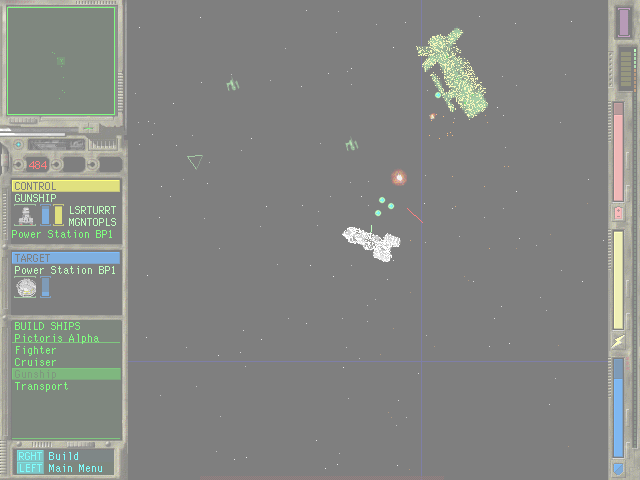 484
CONTROL
GUNSHIP
LSRTURRT
MGNTOPLS
Power Station BP1
TARGET
Power Station BP1
BUILD SHIPS
Pictoris Alpha
Fighter
Cruiser
Gunship
Transport
RGHT Build
LEFT Main Menu